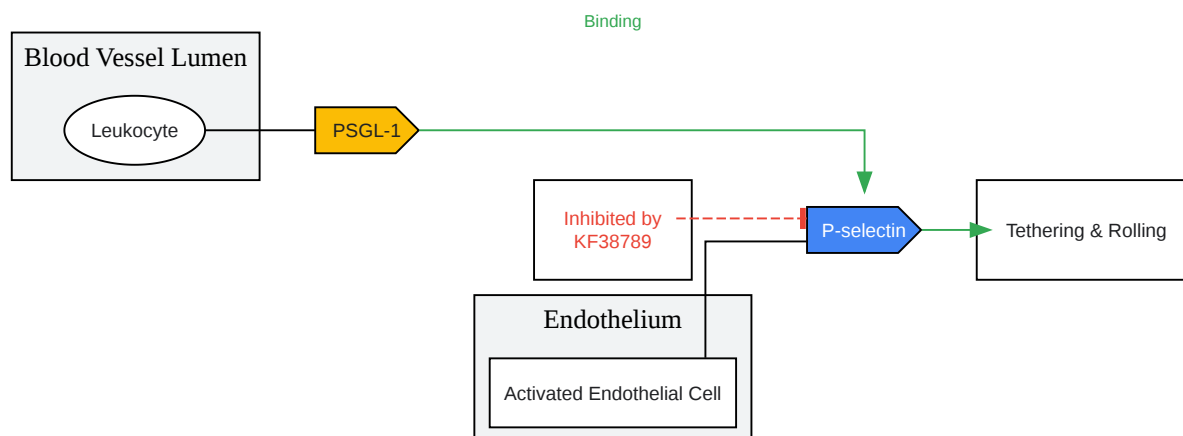 Binding
Blood Vessel Lumen
Leukocyte
PSGL-1
Inhibited by
KF38789
P-selectin
Tethering & Rolling
Endothelium
Activated Endothelial Cell